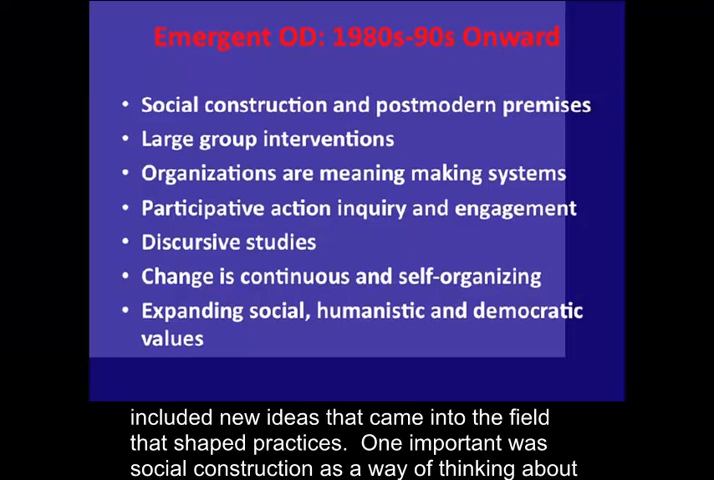 Emergent OD: 1980s-90s Onward
• Social construction and postmodern premises
• Large group interventions
• Organizations are meaning making systems
• Participative action inquiry and engagement
• Discursive studies
• Change is continuous and self-organizing
• Expanding social, humanistic and democratic
values
included new ideas that came into the field
that shaped practices.  One important was
social construction as a way of thinking about